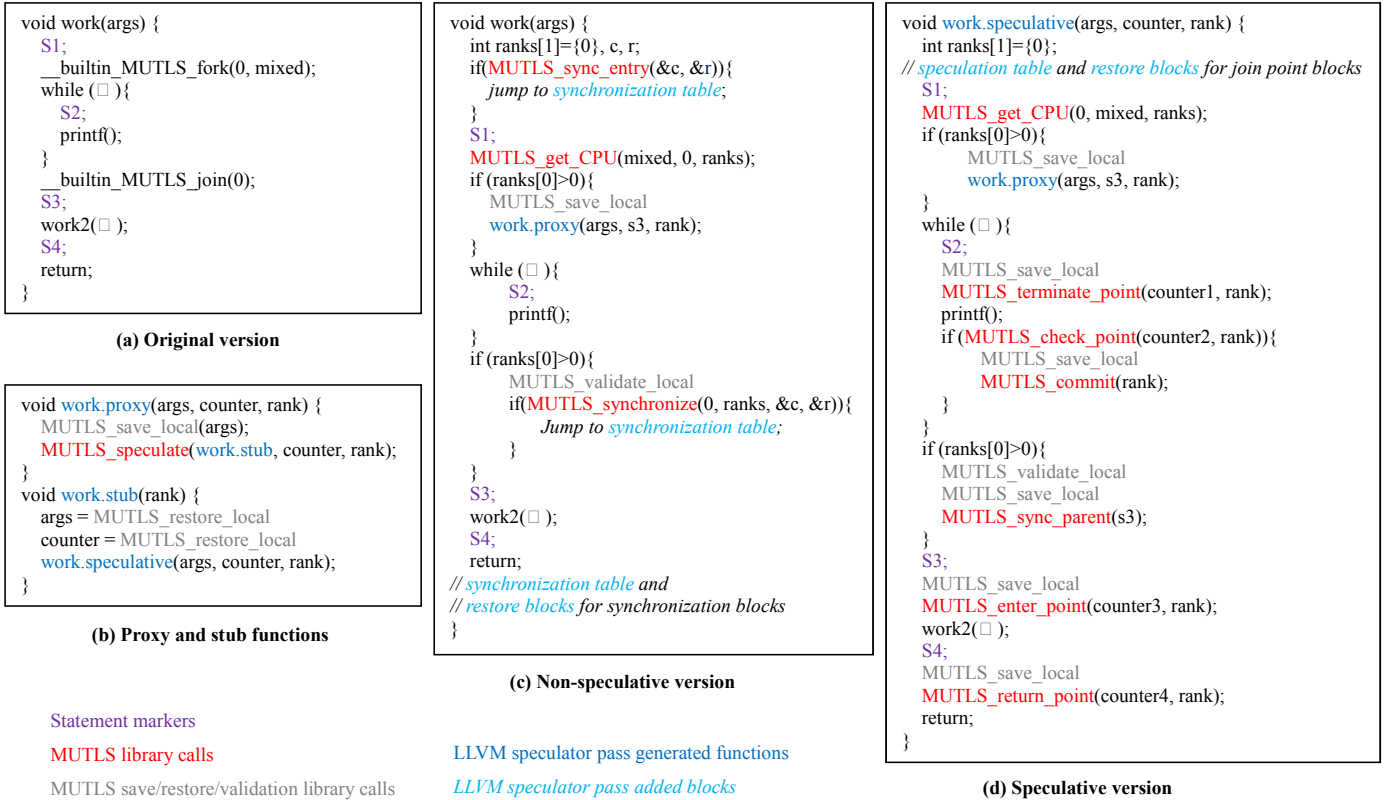 void work(args) {
S1;
__builtin_MUTLS_fork(0, mixed);
while (□ ){
S2;
printf();
}
__builtin_MUTLS_join(0);
S3;
work2(□ );
S4;
return;
}
(a) Original version
void work.proxy(args, counter, rank) {
MUTLS_save_local(args);
MUTLS_speculate(work.stub, counter, rank);
}
void work.stub(rank) {
args = MUTLS_restore_local
counter = MUTLS_restore_local
work.speculative(args, counter, rank);
}
(b) Proxy and stub functions
void work(args) {
int ranks[1]={0}, c, r;
if(MUTLS_sync_entry(&c, &r)){
jump to synchronization table;
}
S1;
MUTLS_get_CPU(mixed, 0, ranks);
if (ranks[0]>0){
MUTLS_save_local
work.proxy(args, s3, rank);
}
while (□ ){
S2;
printf();
}
if (ranks[0]>0){
MUTLS_validate_local
if(MUTLS_synchronize(0, ranks, &c, &r)){
Jump to synchronization table;
}
}
S3;
work2(□ );
S4;
return;
// synchronization table and
// restore blocks for synchronization blocks
}
(c) Non-speculative version
void work.speculative(args, counter, rank) {
int ranks[1]={0};
// speculation table and restore blocks for join point blocks
S1;
MUTLS_get_CPU(0, mixed, ranks);
if (ranks[0]>0){
MUTLS_save_local
work.proxy(args, s3, rank);
}
while (□ ){
S2;
MUTLS_save_local
MUTLS_terminate_point(counter1, rank);
printf();
if (MUTLS_check_point(counter2, rank)){
MUTLS_save_local
MUTLS_commit(rank);
}
}
if (ranks[0]>0){
MUTLS_validate_local
MUTLS_save_local
MUTLS_sync_parent(s3);
}
S3;
MUTLS_save_local
MUTLS_enter_point(counter3, rank);
work2(□ );
S4;
MUTLS_save_local
MUTLS_return_point(counter4, rank);
return;
}
(d) Speculative version
Statement markers
MUTLS library calls
MUTLS save/restore/validation library calls
LLVM speculator pass generated functions
LLVM speculator pass added blocks